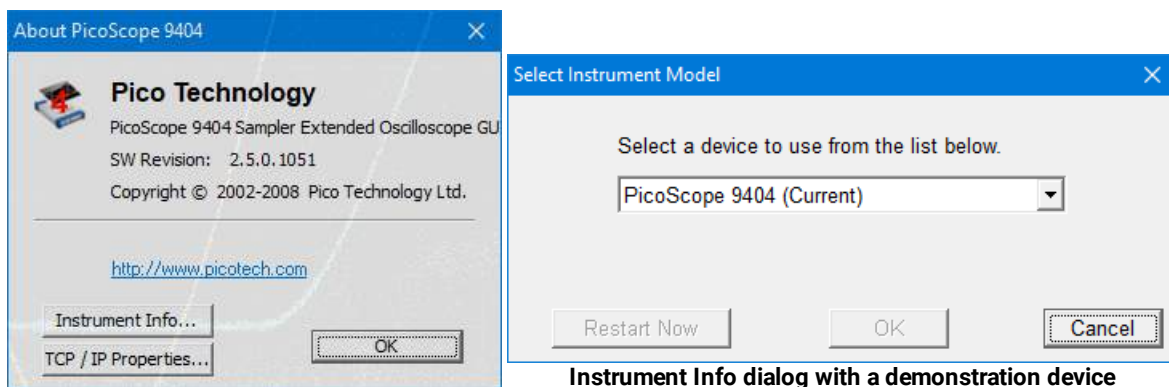 About PicoScope 9404
Pico Technology
PicoScope 9404 Sampler Extended Oscilloscope GU
SW Revision: 2.5.0.1051
Copyright © 2002-2008 Pico Technology Ltd.
http://www.picotech.com
Instrument Info...
TCP / IP Properties...
OK
Select Instrument Model
Select a device to use from the list below.
PicoScope 9404 (Current)
Restart Now
OK
Cancel
Instrument Info dialog with a demonstration device